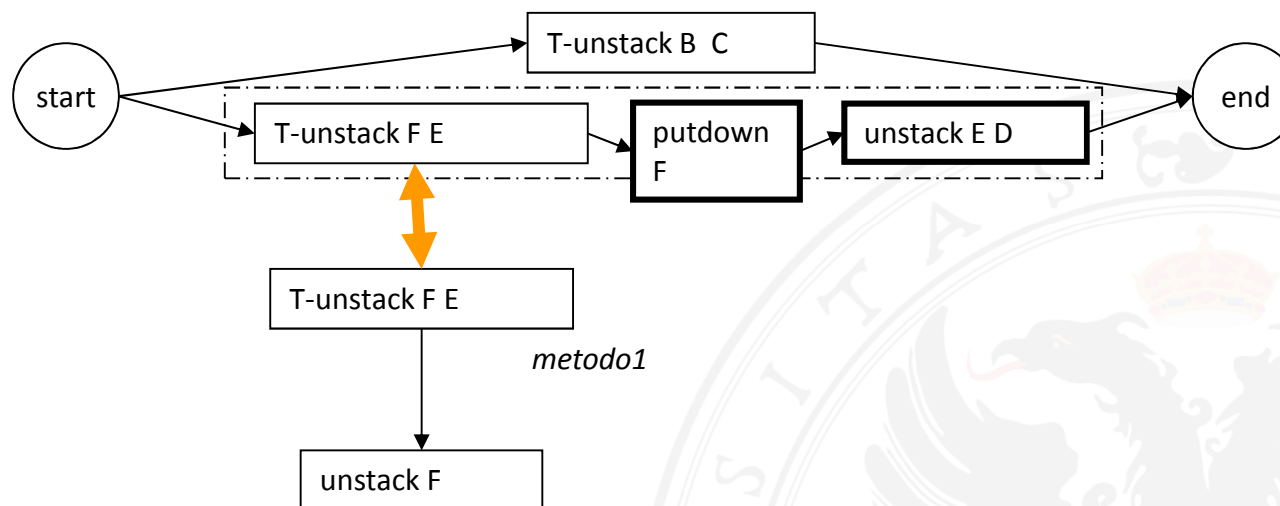 T-unstack B C
start
end
T-unstack F E
putdown
F
unstack E D
T-unstack F E
metodo1
unstack F
S I T A S